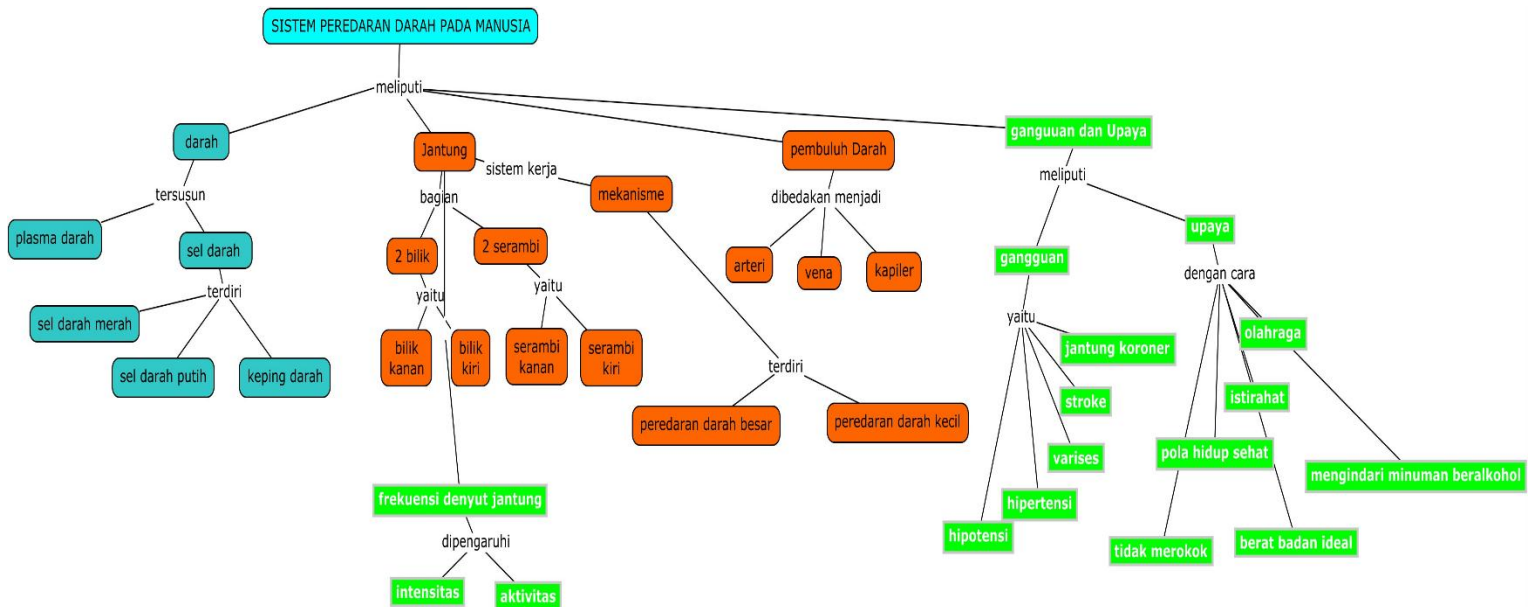 SISTEM PEREDARAN DARAH PADA MANUSIA
meliputi
darah
tersusun
plasma darah
sel darah
terdiri
sel darah merah
sel darah putih
keping darah
Jantung
sistem kerja
bagian
2 bilik
yaitu
bilik
kanan
bilik
kiri
2 serambi
yaitu
serambi
kanan
serambi
kiri
frekuensi denyut jantung
dipengaruhi
intensitas
aktivitas
mekanisme
terdiri
peredaran darah besar
peredaran darah kecil
pembuluh Darah
dibedakan menjadi
arteri
vena
kapiler
ganguuan dan Upaya
meliputi
gangguan
yaitu
jantung koroner
stroke
varises
hipertensi
hipotensi
upaya
dengan cara
olahraga
istirahat
pola hidup sehat
mengindari minuman beralkohol
tidak merokok
berat badan ideal